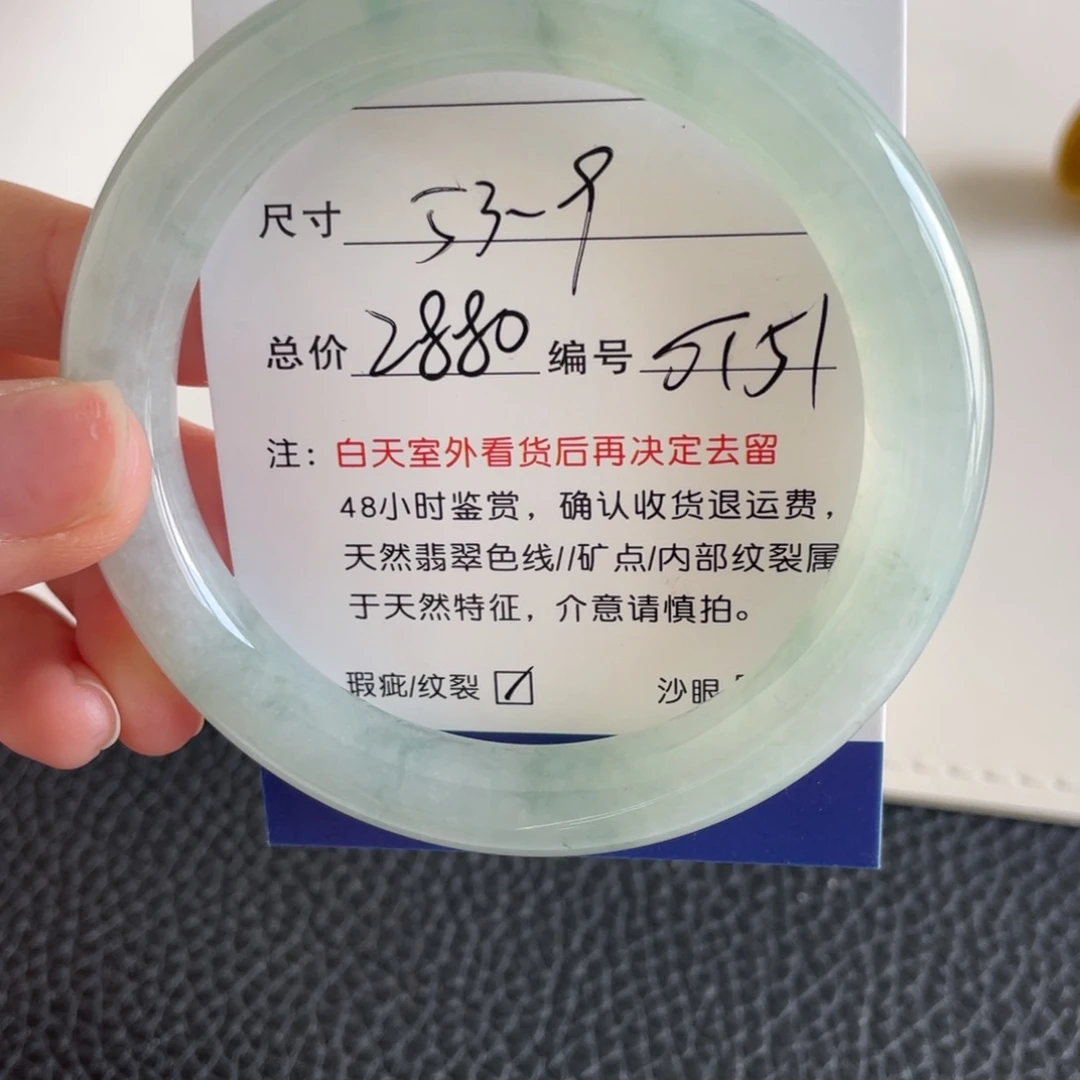 尺寸 53~9
总价 2880 编号 5151
注：白天室外看货后再决定去留
48小时鉴赏，确认收货退运费，
天然翡翠色线//矿点/内部纹裂属
于天然特征，介意请慎拍。
瑕疵/纹裂 ☑ 沙眼